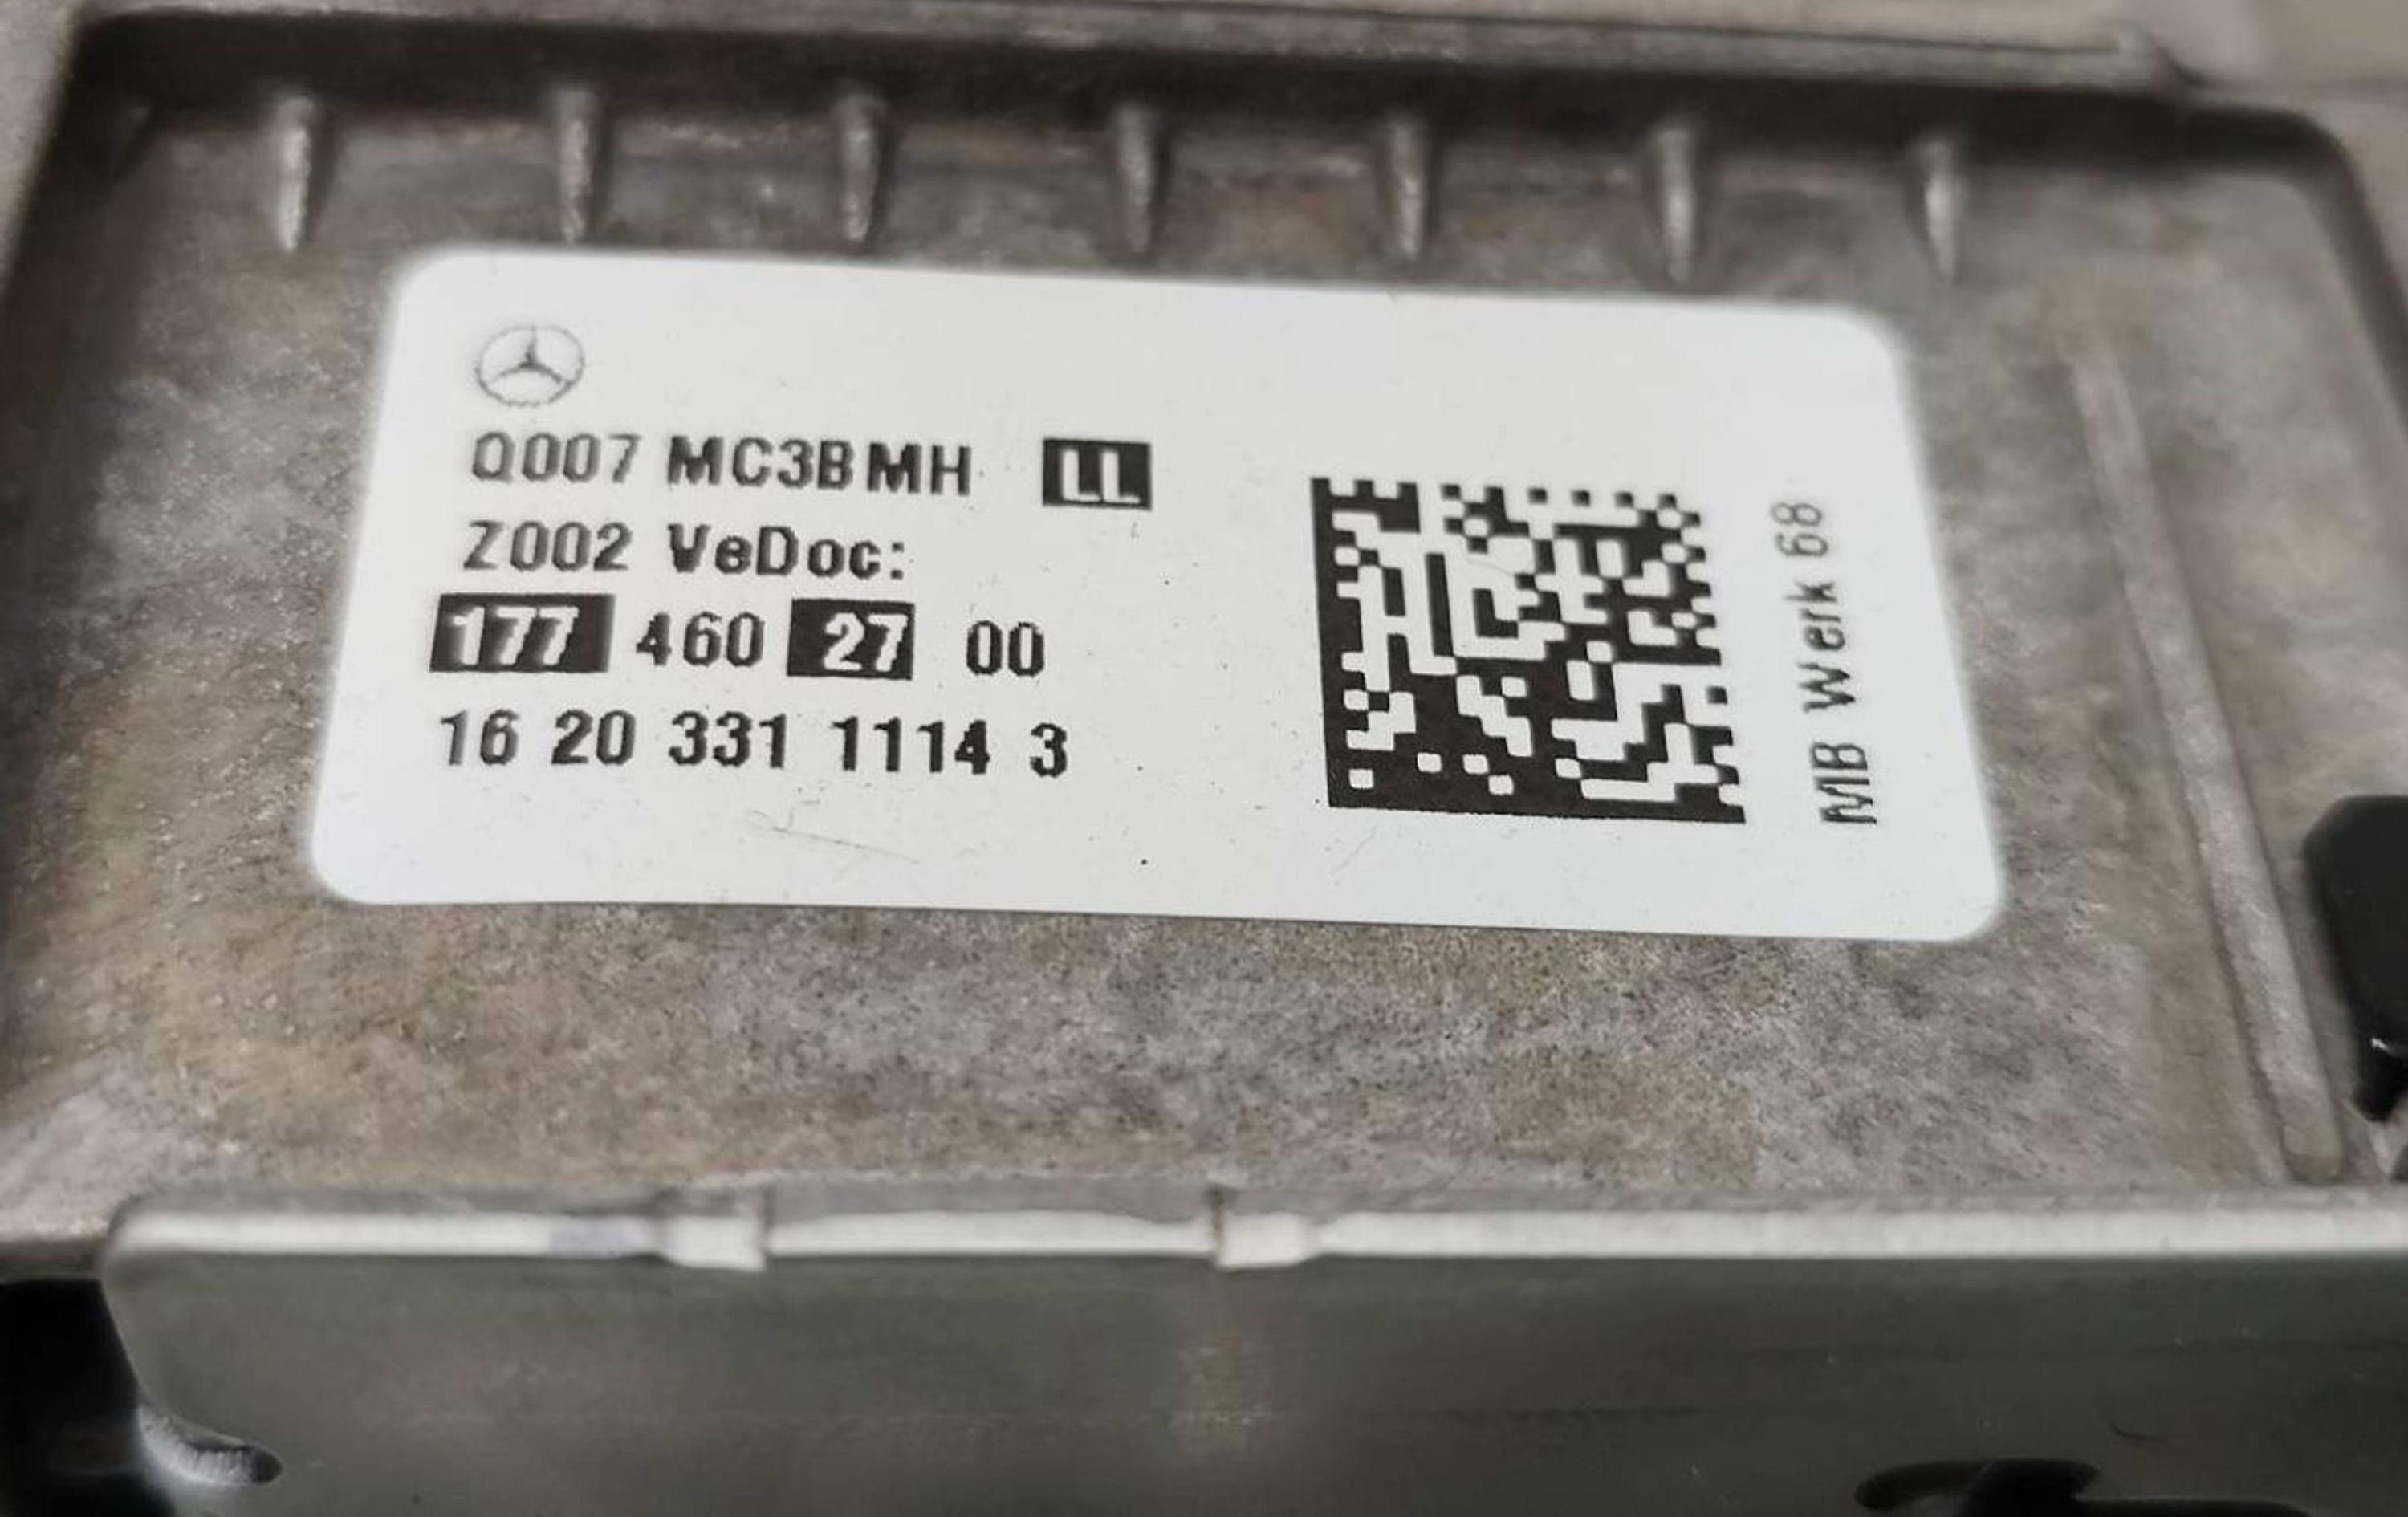 Q007 MC3BMH LL
Z002 VeDoc:
177 460 27 00
16 20 331 1114 3
MB Werk 68